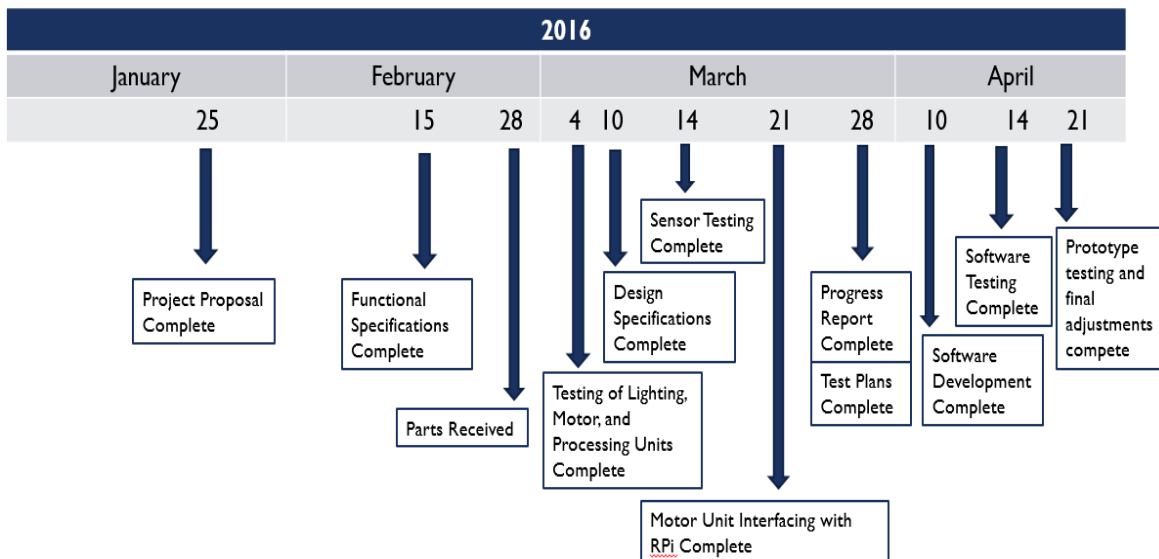 2016
January February March April
25 15 28 4 10 14 21 28 10 14 21
Project Proposal
Complete
Functional
Specifications
Complete
Parts Received
Testing of Lighting,
Motor, and
Processing Units
Complete
Design
Specifications
Complete
Sensor Testing
Complete
Motor Unit Interfacing with
RPi Complete
Progress
Report
Complete
Test Plans
Complete
Software
Development
Complete
Software
Testing
Complete
Prototype
testing and
final
adjustments
compete